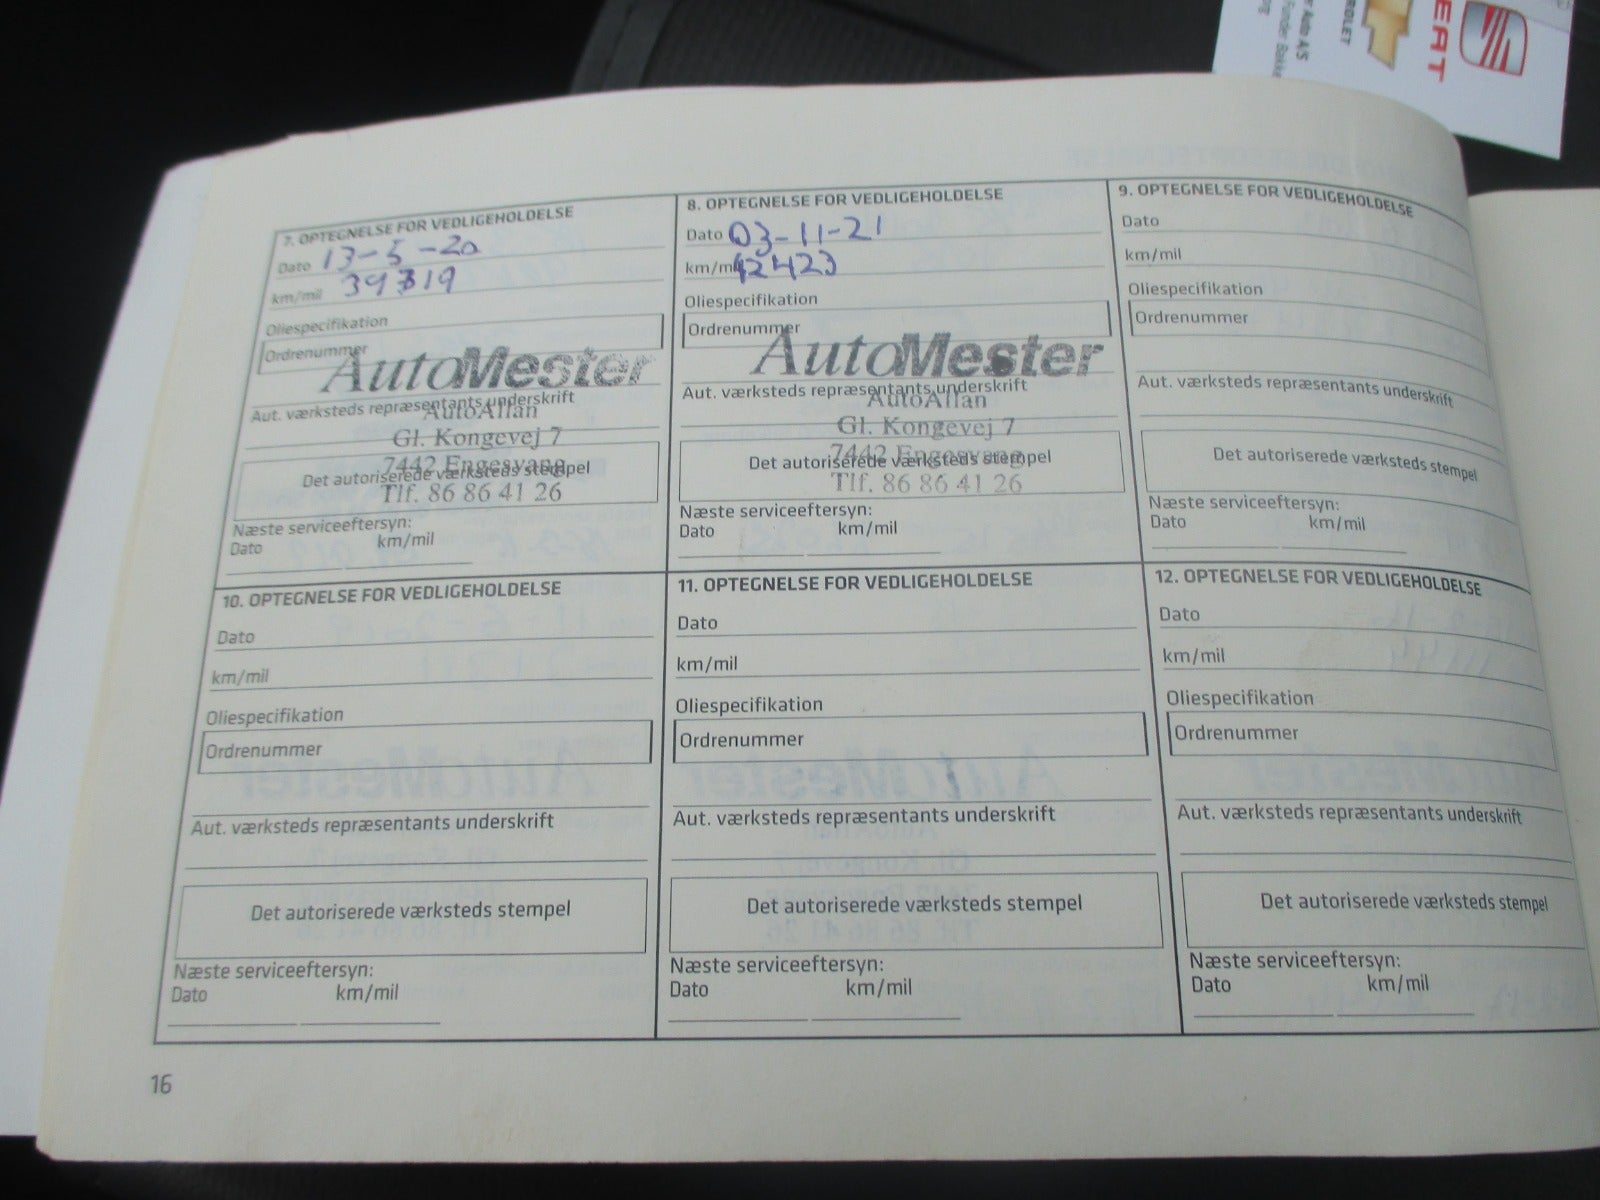 SEAT
7. OPTEGNELSE FOR VEDLIGEHOLDELSE
Dato 13-5-20
km/mil 39319
Oliespecifikation
Ordrenummer
AutoMester
Aut. værksteds repræsentants underskrift
AutoAllan
Gl. Kongevej 7
7442 Engesvang
Det autoriserede værksteds stempel
Tlf. 86 86 41 26
Næste serviceeftersyn:
Dato km/mil
8. OPTEGNELSE FOR VEDLIGEHOLDELSE
Dato 03-11-21
km/mil 42423
Oliespecifikation
Ordrenummer
AutoMester
Aut. værksteds repræsentants underskrift
AutoAllan
Gl. Kongevej 7
7442 Engesvang
Det autoriserede værksteds stempel
Tlf. 86 86 41 26
Næste serviceeftersyn:
Dato km/mil
9. OPTEGNELSE FOR VEDLIGEHOLDELSE
Dato
km/mil
Oliespecifikation
Ordrenummer
Aut. værksteds repræsentants underskrift
Det autoriserede værksteds stempel
Næste serviceeftersyn:
Dato km/mil
10. OPTEGNELSE FOR VEDLIGEHOLDELSE
Dato
km/mil
Oliespecifikation
Ordrenummer
Aut. værksteds repræsentants underskrift
Det autoriserede værksteds stempel
Næste serviceeftersyn:
Dato km/mil
11. OPTEGNELSE FOR VEDLIGEHOLDELSE
Dato
km/mil
Oliespecifikation
Ordrenummer
Aut. værksteds repræsentants underskrift
Det autoriserede værksteds stempel
Næste serviceeftersyn:
Dato km/mil
12. OPTEGNELSE FOR VEDLIGEHOLDELSE
Dato
km/mil
Oliespecifikation
Ordrenummer
Aut. værksteds repræsentants underskrift
Det autoriserede værksteds stempel
Næste serviceeftersyn:
Dato km/mil
16